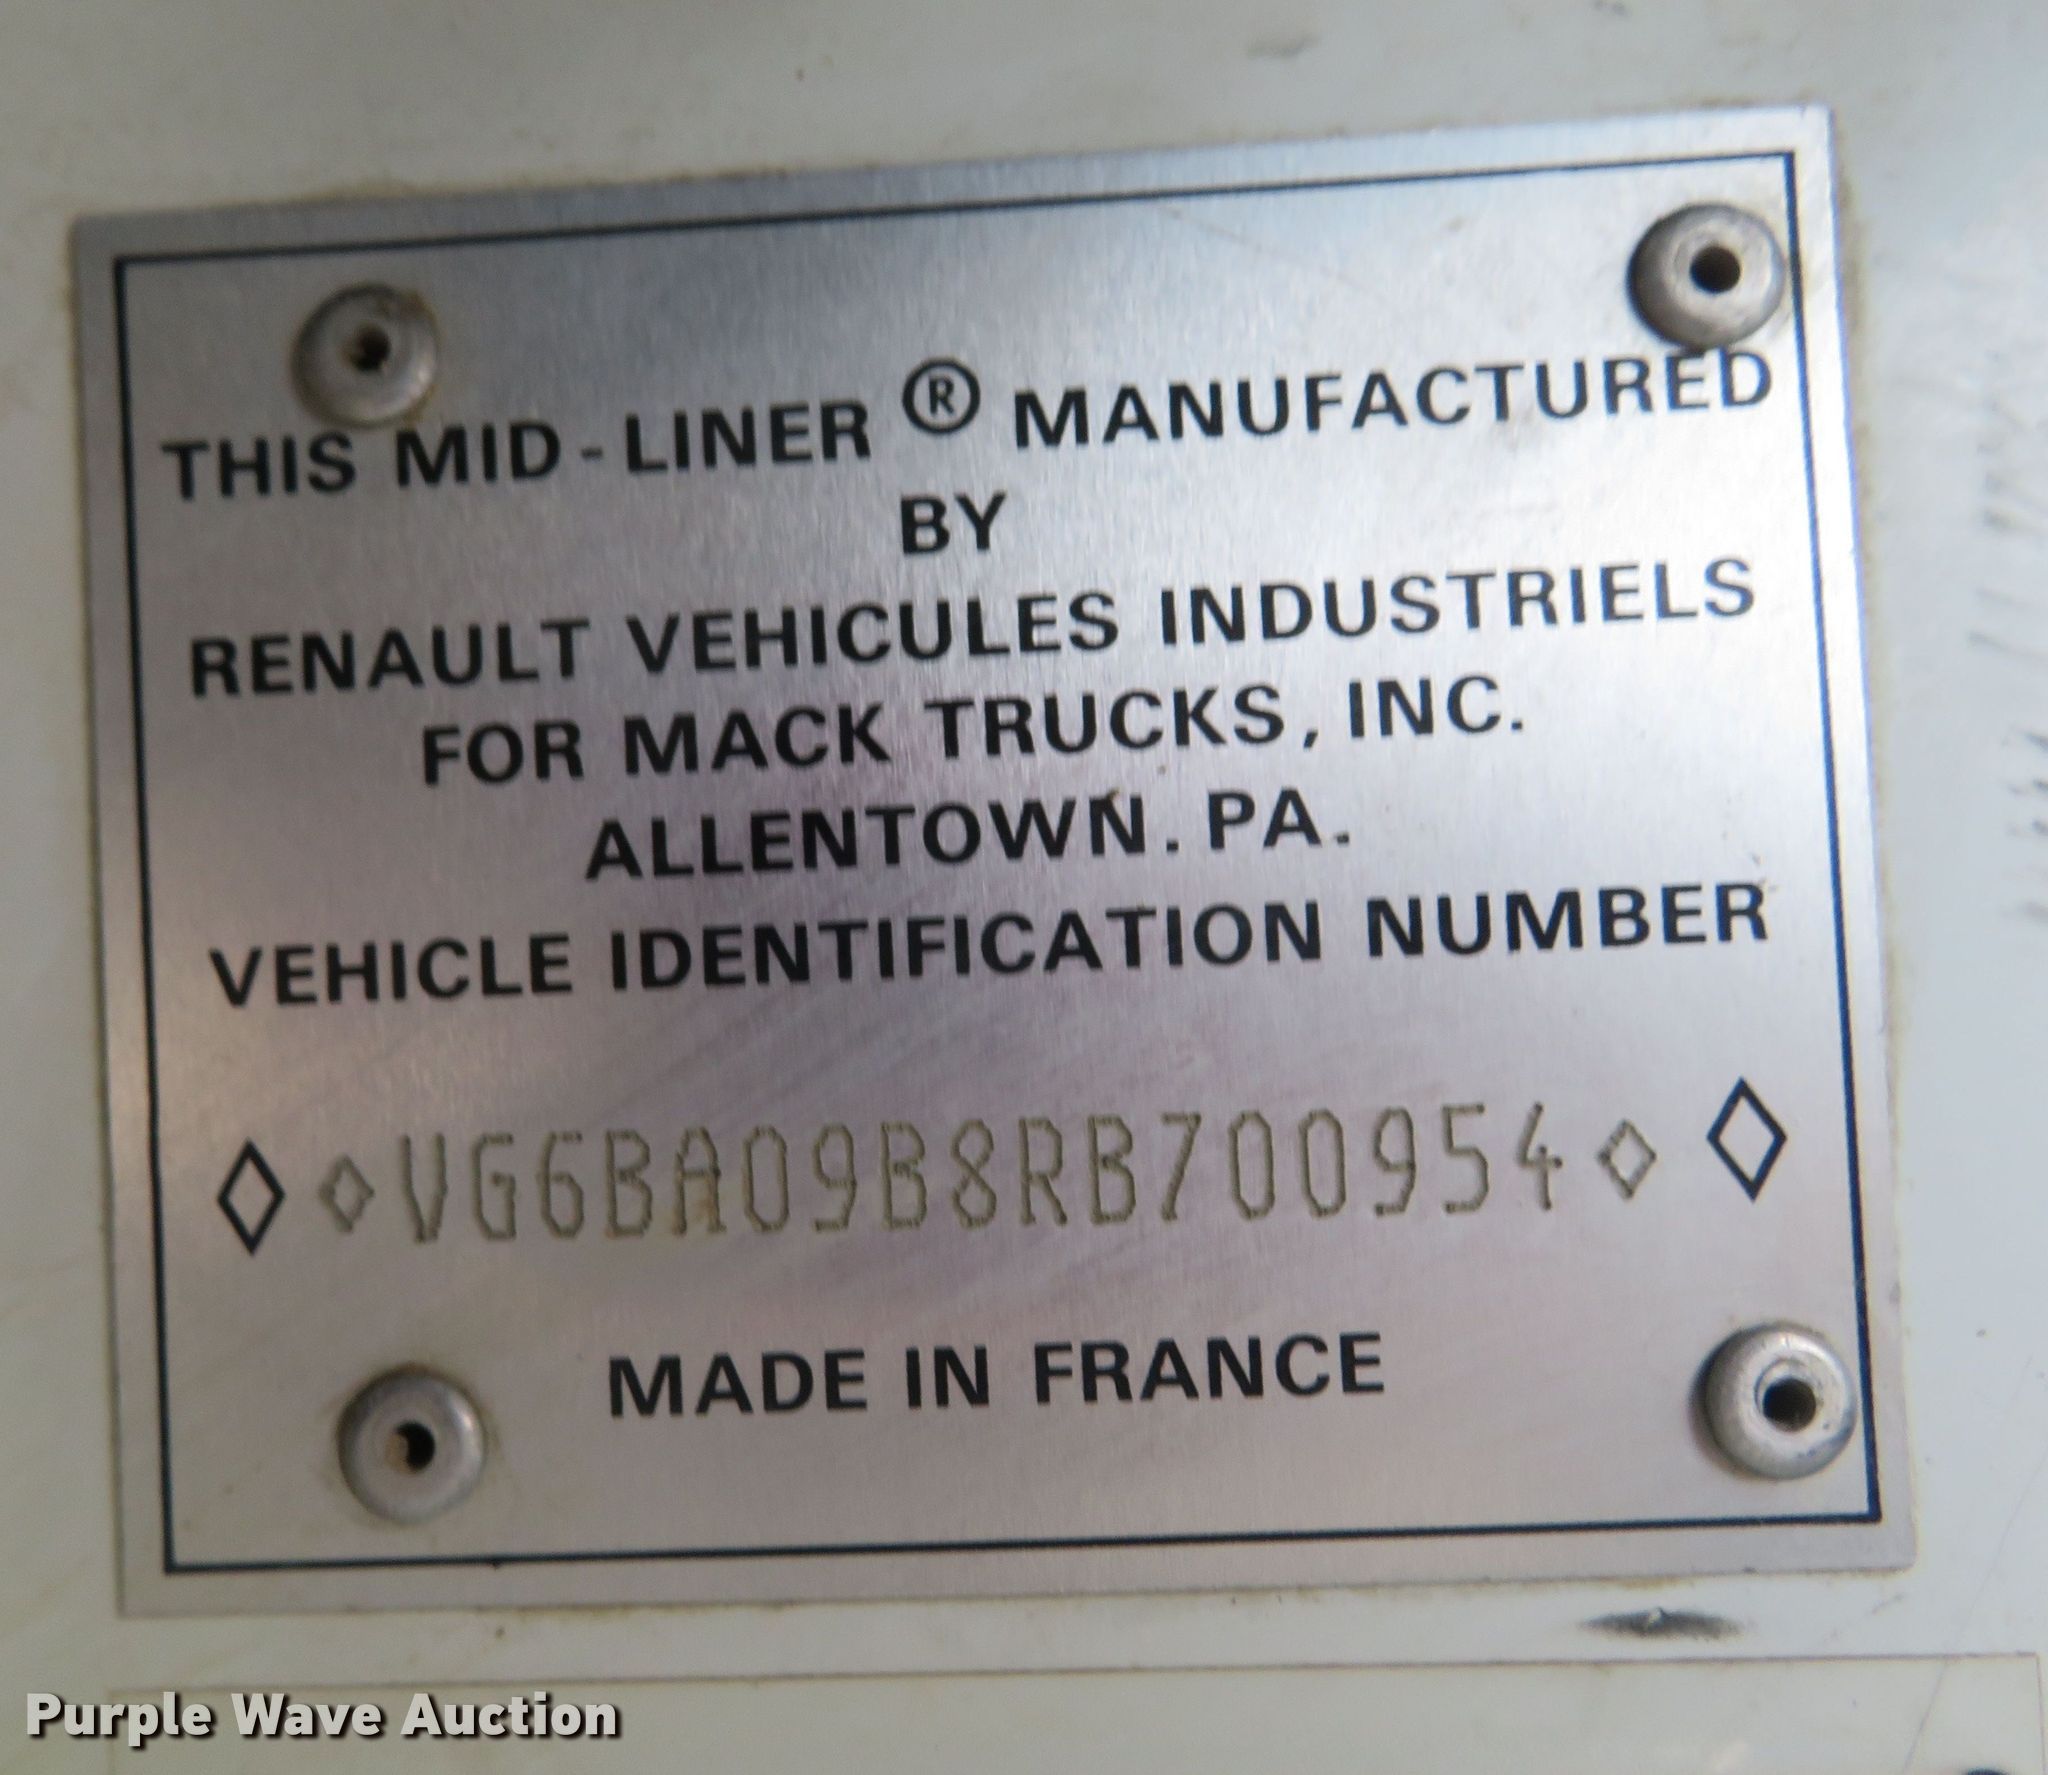 THIS MID-LINER ® MANUFACTURED
BY
RENAULT VEHICULES INDUSTRIELS
FOR MACK TRUCKS, INC.
ALLENTOWN. PA.
VEHICLE IDENTIFICATION NUMBER
◇ ◇ VG6BA09B8RB700954 ◇ ◇
MADE IN FRANCE
Purple Wave Auction